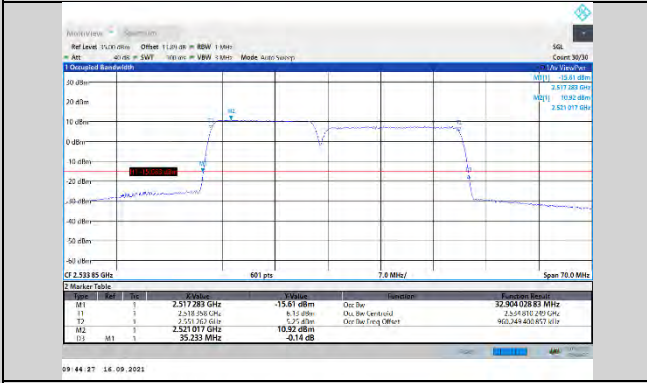 MultiView Spectrum
Ref Level 35.00 dBm Offset 11.89 dB RBW 1 MHz SGL
Att 40 dB SWT 100 ms VBW 3 MHz Mode Auto Sweep Count 30/30
1 Occupied Bandwidth 1Av ViewPwr
M1[1] -15.61 dBm
2.517 283 GHz
M2[1] 10.92 dBm
2.521 017 GHz
30 dBm
20 dBm
M2
10 dBm
0 dBm
-10 dBm
M1
-20 dBm
-30 dBm
-40 dBm
-50 dBm
-60 dBm
CF 2.533 85 GHz 601 pts 7.0 MHz/ Span 70.0 MHz
2 Marker Table
Type Ref Trc X-Value Y-Value Function Function Result
M1 1 2.517 283 GHz -15.61 dBm Occ Bw 32.904 028 83 MHz
T1 1 2.518 358 GHz 6.13 dBm Occ Bw Centroid 2.534 810 249 GHz
T2 1 2.551 262 GHz 5.25 dBm Occ Bw Freq Offset 960.249 400 857 kHz
M2 1 2.521 017 GHz 10.92 dBm
D3 M1 1 35.233 MHz -0.14 dB
09:44:27 16.09.2021